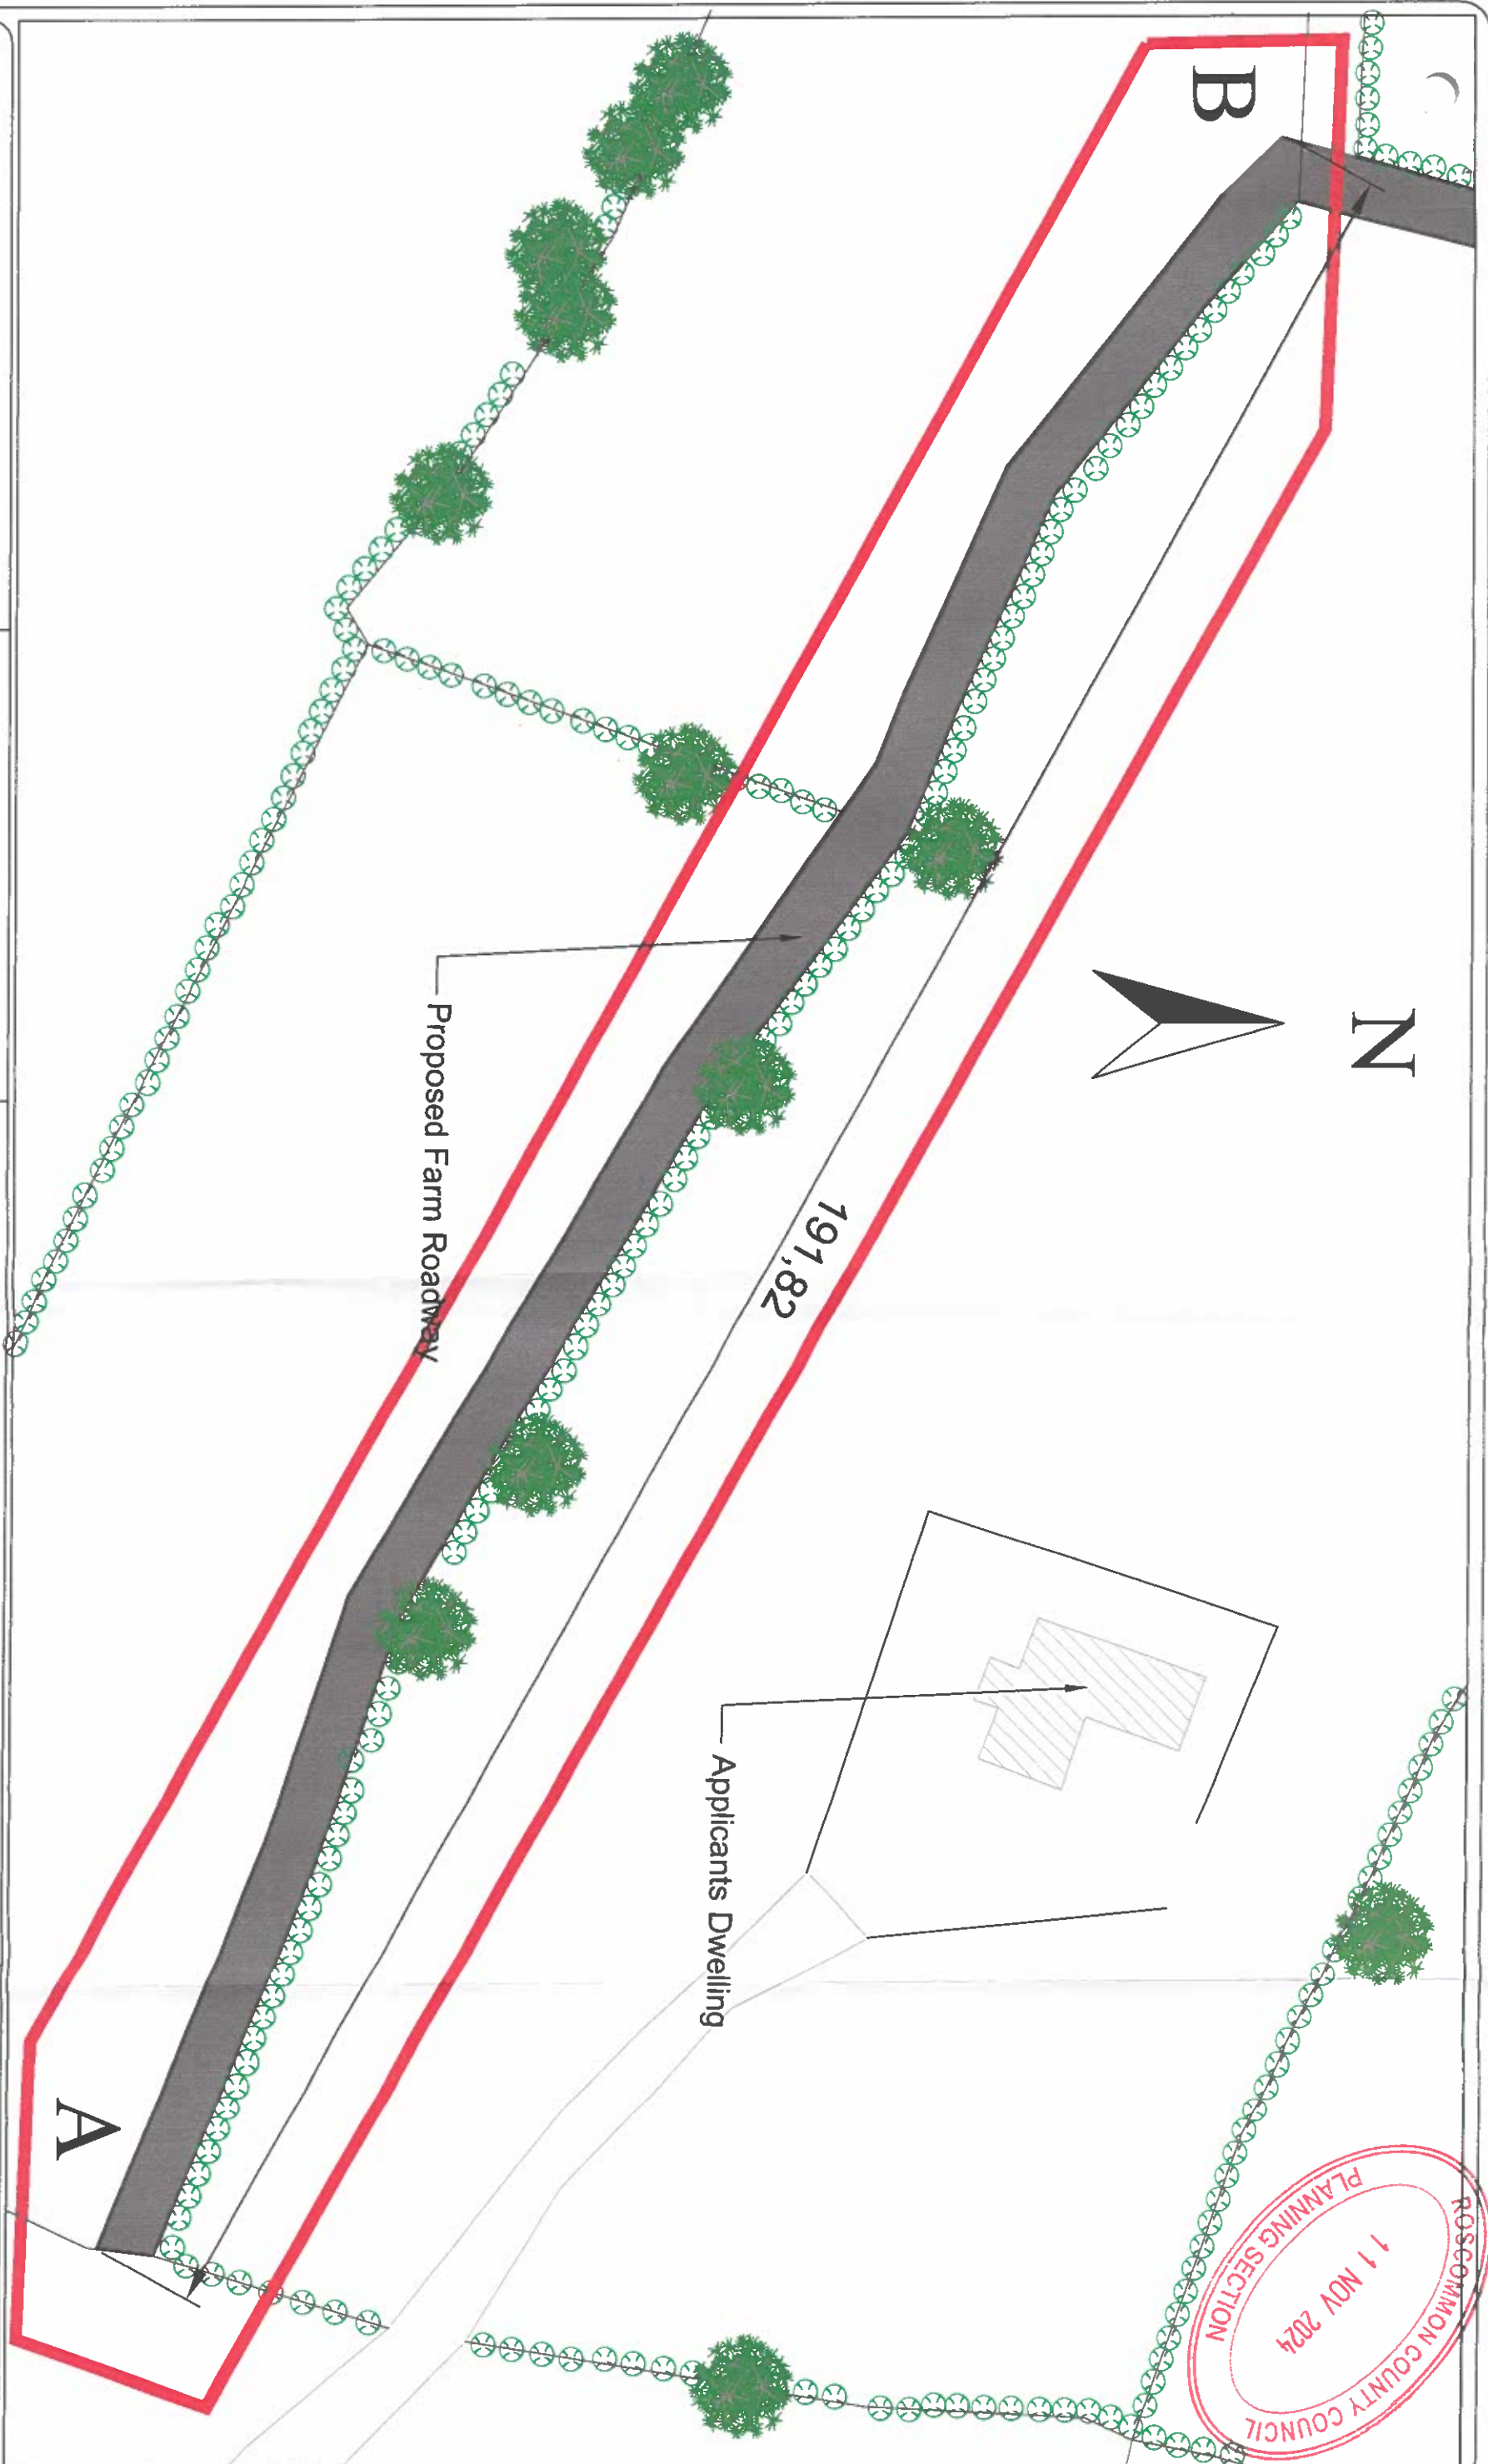 N
B
191,82
Proposed Farm Roadway
Applicants Dwelling
A
ROSCOMMON COUNTY COUNCIL
11 NOV 2024
PLANNING SECTION